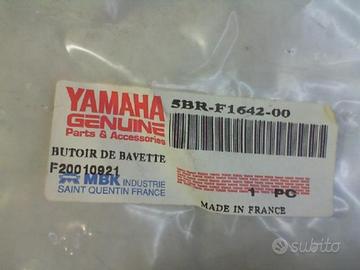 YAMAHA
GENUINE
Parts & Accessories
5BR-F1642-00
BUTOIR DE BAVETTE
F20010921
MBK INDUSTRIE
SAINT QUENTIN FRANCE
1 PC
MADE IN FRANCE
subito